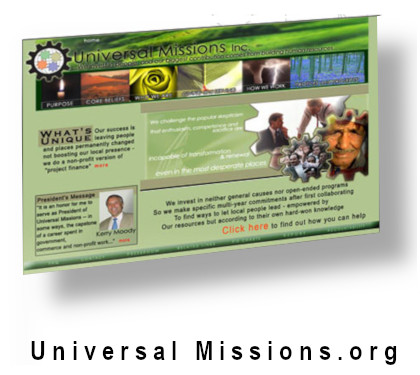 home
Universal Missions Inc.
PURPOSE
CORE BELIEFS
HOW WE WORK
WHAT'S UNIQUE
Our success is
leaving people
and places permanently changed
not boosting our local presence -
we do a non-profit version of
"project finance" more
We challenge the popular skepticism
that enthusiasm, competence and
sacrifice are
incapable of transformation
& renewal
even in the most desperate places
President's Message
"It is an honor for me to
serve as President of
Universal Missions -- in
some ways, the capstone
of a career spent in
government,
commerce and non-profit work..." more
Kerry Moody
We invest in neither general causes nor open-ended programs
So we make specific multi-year commitments after first collaborating
To find ways to let local people lead - empowered by
Our resources but according to their own hard-won knowledge
Click here to find out how you can help
Universal Missions.org